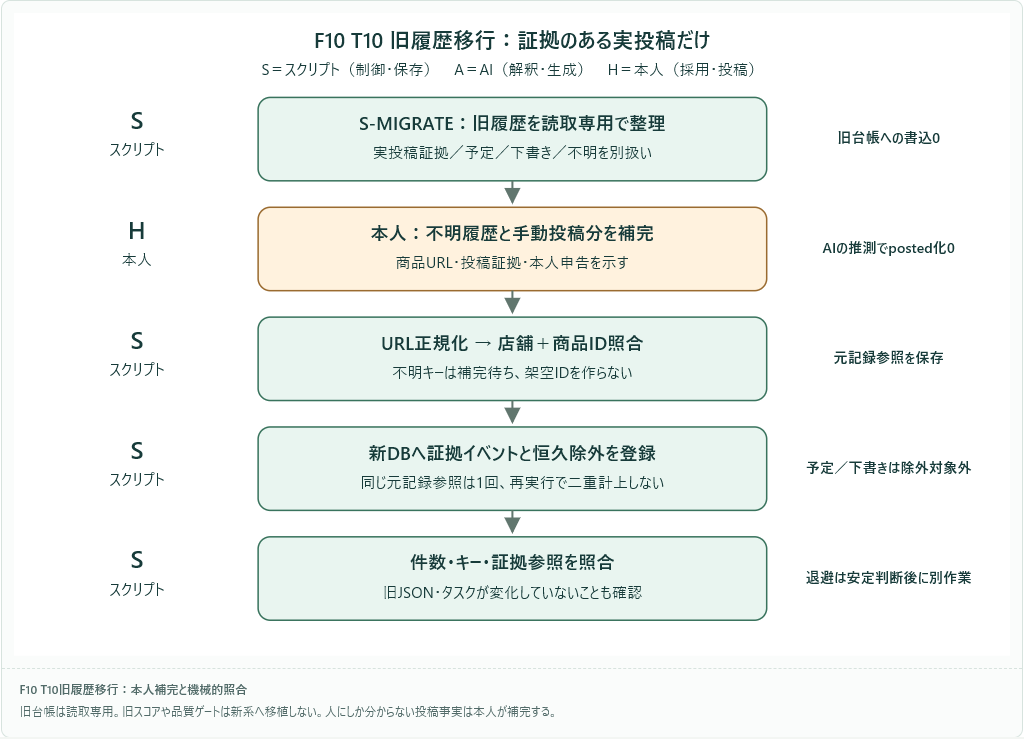 F10 T10 旧履歴移行：証拠のある実投稿だけ
S＝スクリプト（制御・保存） A＝AI（解釈・生成） H＝本人（採用・投稿）
S
スクリプト
S-MIGRATE：旧履歴を読取専用で整理
実投稿証拠／予定／下書き／不明を別扱い
旧台帳への書込0
H
本人
本人：不明履歴と手動投稿分を補完
商品URL・投稿証拠・本人申告を示す
AIの推測でposted化0
S
スクリプト
URL正規化 → 店舗＋商品ID照合
不明キーは補完待ち、架空IDを作らない
元記録参照を保存
S
スクリプト
新DBへ証拠イベントと恒久除外を登録
同じ元記録参照は1回、再実行で二重計上しない
予定／下書きは除外対象外
S
スクリプト
件数・キー・証拠参照を照合
旧JSON・タスクが変化していないことも確認
退避は安定判断後に別作業
F10 T10旧履歴移行：本人補完と機械的照合
旧台帳は読取専用。旧スコアや品質ゲートは新系へ移植しない。人にしか分からない投稿事実は本人が補完する。